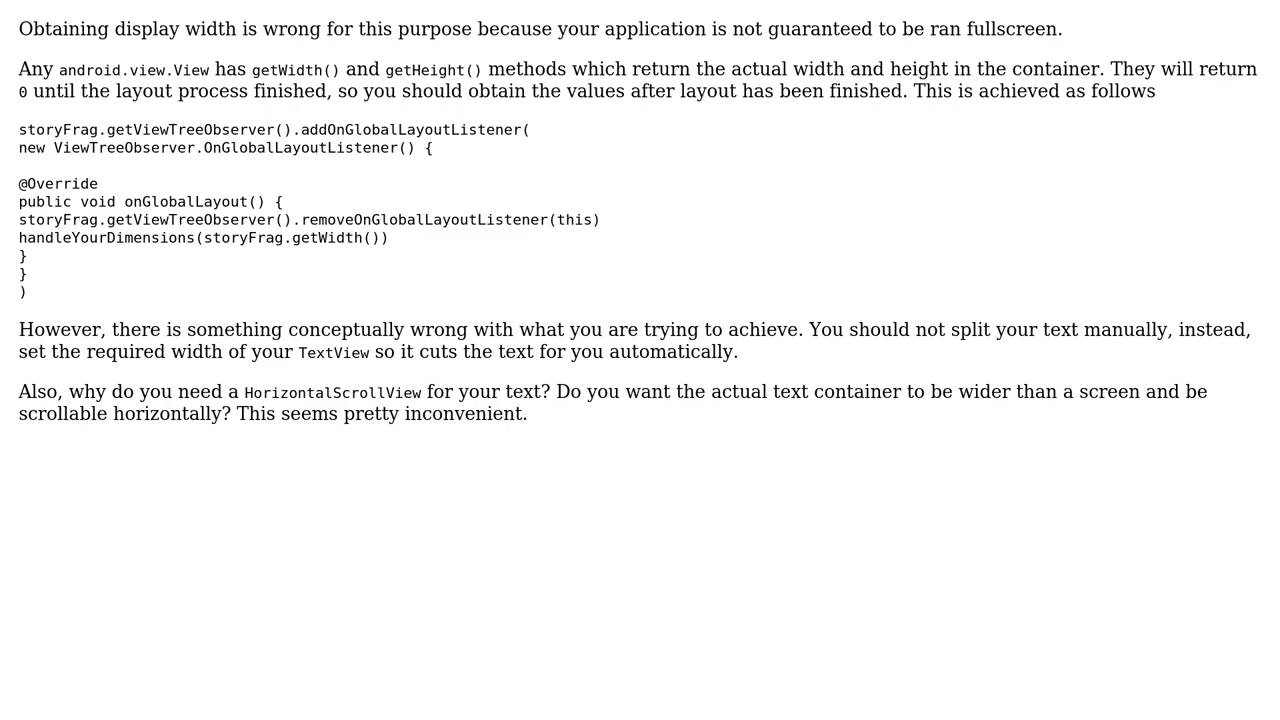 Obtaining display width is wrong for this purpose because your application is not guaranteed to be ran fullscreen.
Any android.view.View has getWidth() and getHeight() methods which return the actual width and height in the container. They will return
0 until the layout process finished, so you should obtain the values after layout has been finished. This is achieved as follows
storyFrag.getViewTreeObserver().addOnGlobalLayoutListener(
new ViewTreeObserver.OnGlobalLayoutListener() {
@Override
public void onGlobalLayout() {
storyFrag.getViewTreeObserver().removeOnGlobalLayoutListener(this)
handleYourDimensions(storyFrag.getWidth())
}
}
)
However, there is something conceptually wrong with what you are trying to achieve. You should not split your text manually, instead,
set the required width of your TextView so it cuts the text for you automatically.
Also, why do you need a HorizontalScrollView for your text? Do you want the actual text container to be wider than a screen and be
scrollable horizontally? This seems pretty inconvenient.